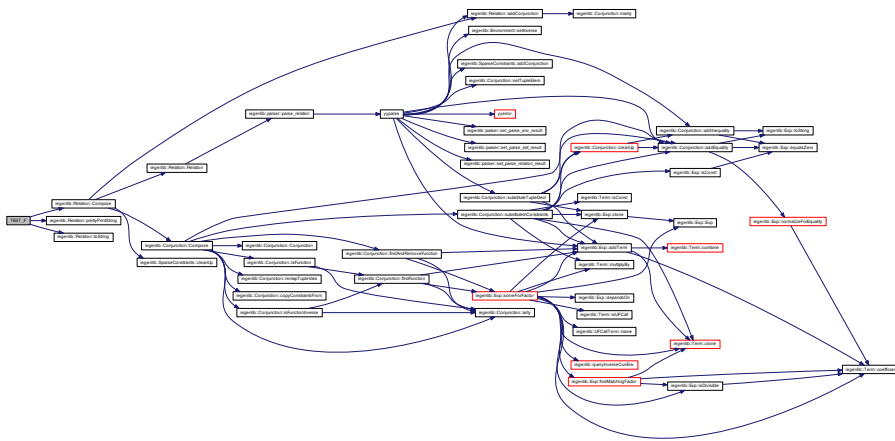 TEST_F
iegenlib::Relation::Compose
iegenlib::Relation::prettyPrintString
iegenlib::Relation::toString
iegenlib::Relation::Relation
iegenlib::Conjunction::Compose
iegenlib::SparseConstraints::cleanUp
iegenlib::parser::parse_relation
iegenlib::Conjunction::Conjunction
iegenlib::Conjunction::isFunction
iegenlib::Conjunction::remapTupleVars
iegenlib::Conjunction::copyConstraintsFrom
iegenlib::Conjunction::isFunctionInverse
yyparse
iegenlib::Conjunction::findAndRemoveFunction
iegenlib::Conjunction::findFunction
iegenlib::Relation::addConjunction
iegenlib::Environment::setInverse
iegenlib::SparseConstraints::addConjunction
iegenlib::Conjunction::setTupleElem
yyerror
iegenlib::parser::set_parse_env_result
iegenlib::parser::set_parse_set_result
iegenlib::parser::set_parse_relation_result
iegenlib::Conjunction::substituteTupleDecl
iegenlib::Conjunction::substituteInConstraints
iegenlib::Exp::solveForFactor
iegenlib::Conjunction::arity
iegenlib::Conjunction::inarity
iegenlib::Conjunction::cleanUp
iegenlib::Term::isConst
iegenlib::Exp::clone
iegenlib::Exp::addTerm
iegenlib::Term::multiplyBy
iegenlib::Exp::dependsOn
iegenlib::Term::isUFCall
iegenlib::UFCallTerm::name
iegenlib::queryInverseCurrEnv
iegenlib::Exp::findMatchingFactor
iegenlib::Conjunction::addInequality
iegenlib::Conjunction::addEquality
iegenlib::Exp::isConst
iegenlib::Exp::Exp
iegenlib::Term::combine
iegenlib::Term::clone
iegenlib::Exp::isDivisible
iegenlib::Exp::toString
iegenlib::Exp::equalsZero
iegenlib::Exp::normalizeForEquality
iegenlib::Term::coefficient